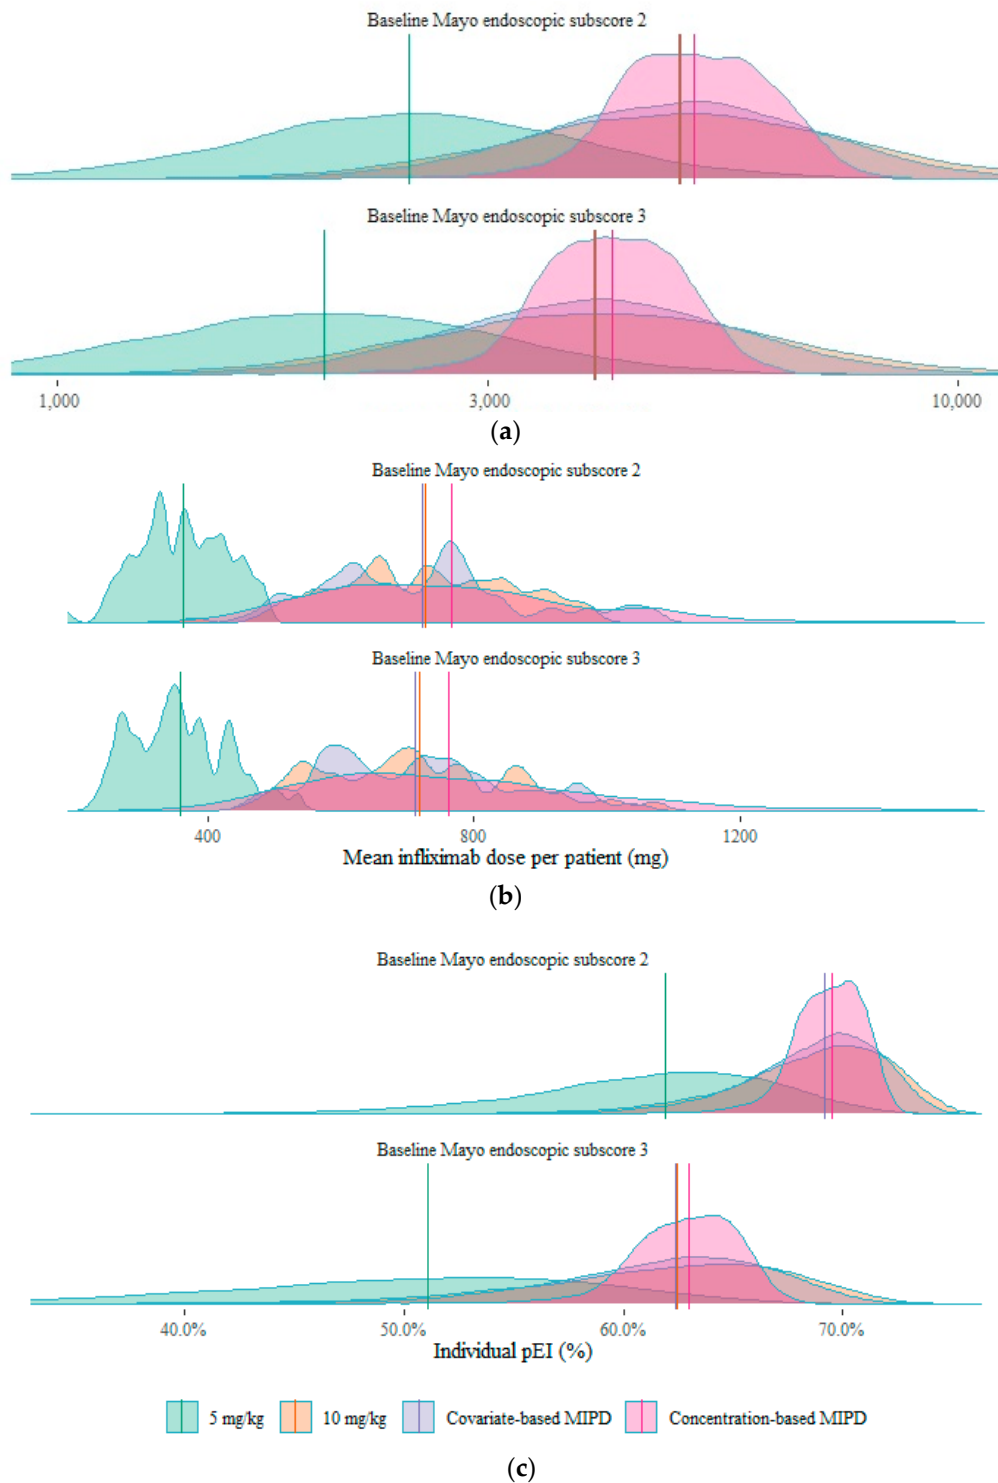 Baseline Mayo endoscopic subscore 2
Baseline Mayo endoscopic subscore 3
1,000 3,000 10,000
(a)
Baseline Mayo endoscopic subscore 2
Baseline Mayo endoscopic subscore 3
400 800 1200
Mean infliximab dose per patient (mg)
(b)
Baseline Mayo endoscopic subscore 2
Baseline Mayo endoscopic subscore 3
40.0% 50.0% 60.0% 70.0%
Individual pEI (%)
5 mg/kg 10 mg/kg Covariate-based MIPD Concentration-based MIPD
(c)